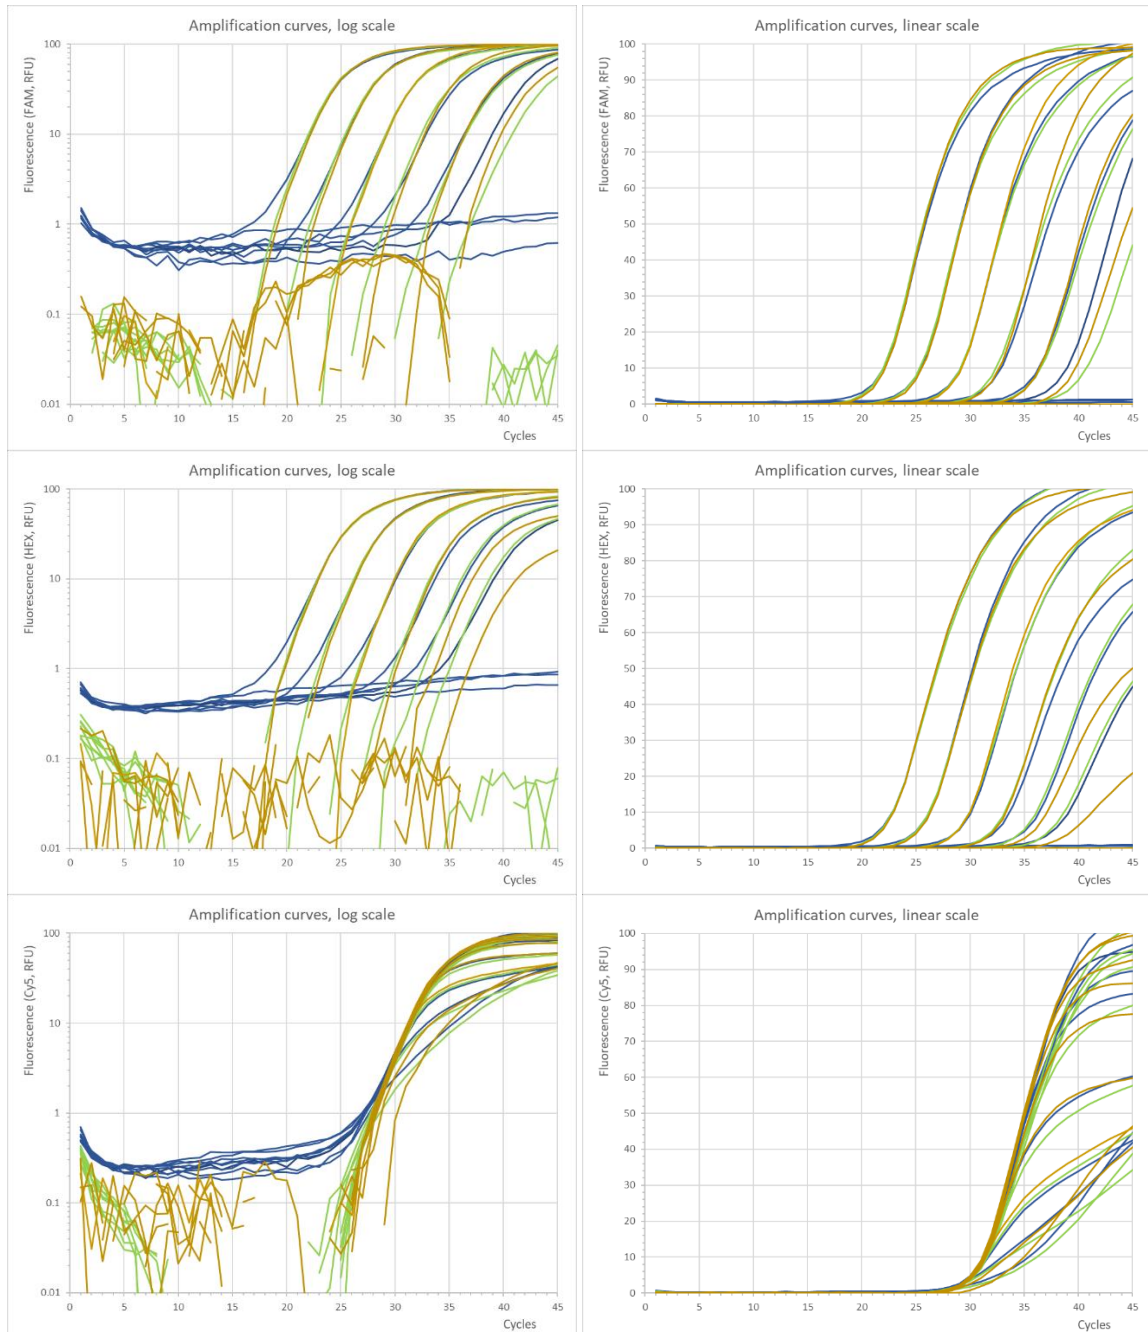 Amplification curves, log scale
Fluorescence (FAM, RFU)
100
10
1
0.1
0.01
0 5 10 15 20 25 30 35 40 45
Cycles
Amplification curves, linear scale
Fluorescence (FAM, RFU)
100
90
80
70
60
50
40
30
20
10
0
0 5 10 15 20 25 30 35 40 45
Cycles
Amplification curves, log scale
Fluorescence (HEX, RFU)
100
10
1
0.1
0.01
0 5 10 15 20 25 30 35 40 45
Cycles
Amplification curves, linear scale
Fluorescence (HEX, RFU)
100
90
80
70
60
50
40
30
20
10
0
0 5 10 15 20 25 30 35 40 45
Cycles
Amplification curves, log scale
Fluorescence (Cy5, RFU)
100
10
1
0.1
0.01
0 5 10 15 20 25 30 35 40 45
Cycles
Amplification curves, linear scale
Fluorescence (Cy5, RFU)
100
90
80
70
60
50
40
30
20
10
0
0 5 10 15 20 25 30 35 40 45
Cycles